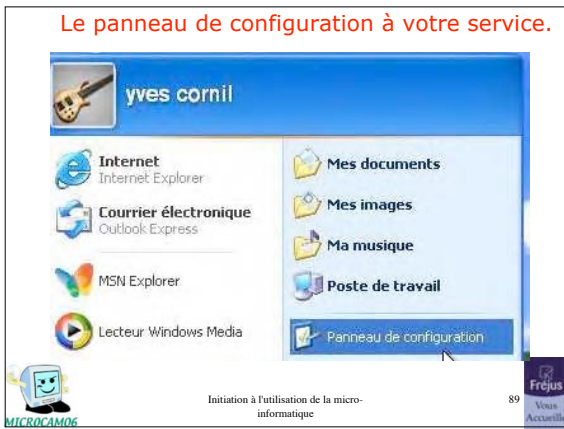 Le panneau de configuration à votre service.
yves cornil
Internet
Internet Explorer
Courrier électronique
Outlook Express
MSN Explorer
Lecteur Windows Media
Mes documents
Mes images
Ma musique
Poste de travail
Panneau de configuration
MICROCAM06
Initiation à l'utilisation de la micro-
informatique
89
Fréjus
Vous
Accueille